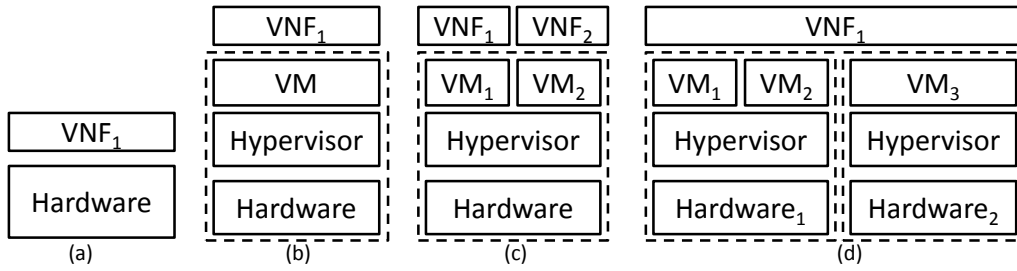 VNF₁
Hardware
(a)
VNF₁
VM
Hypervisor
Hardware
(b)
VNF₁ VNF₂
VM₁ VM₂
Hypervisor
Hardware
(c)
VNF₁
VM₁ VM₂ VM₃
Hypervisor Hypervisor
Hardware₁ Hardware₂
(d)